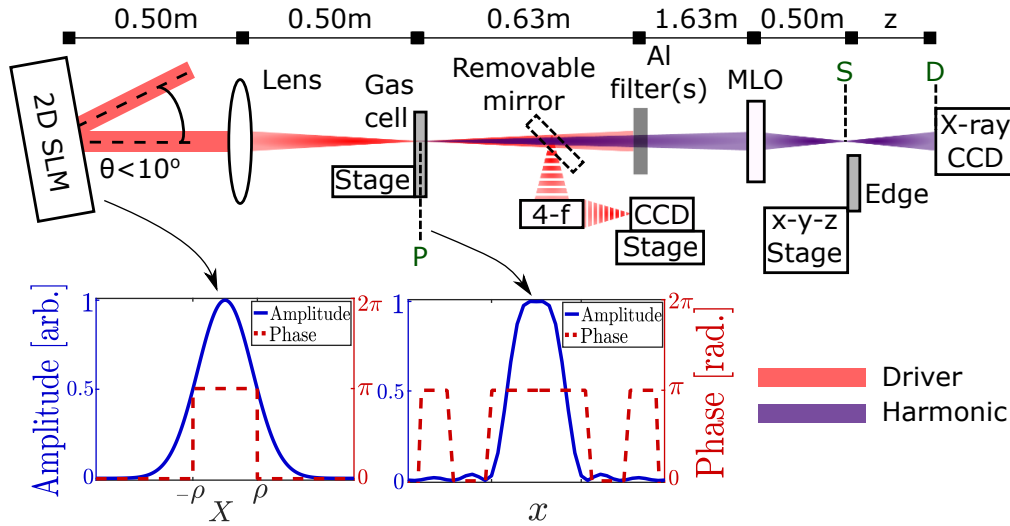 0.50m 0.50m 0.63m 1.63m 0.50m z
2D SLM
θ<10°
Lens
Gas
cell
Stage
P
Removable
mirror
4-f
CCD
Stage
Al
filter(s)
MLO
S
D
X-ray
CCD
Edge
x-y-z
Stage
Amplitude [arb.]
1
0.5
0
Amplitude
Phase
2π
π
0
-ρ X ρ
1
0.5
0
Amplitude
Phase
2π
π
0
Phase [rad.]
x
Driver
Harmonic